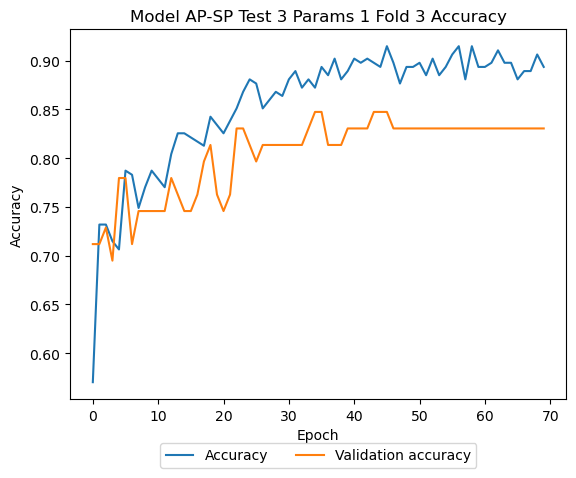 Model AP-SP Test 3 Params 1 Fold 3 Accuracy
0.90
0.85
0.80
0.75
0.70
0.65
0.60
Accuracy
0 10 20 30 40 50 60 70
Epoch
Accuracy Validation accuracy